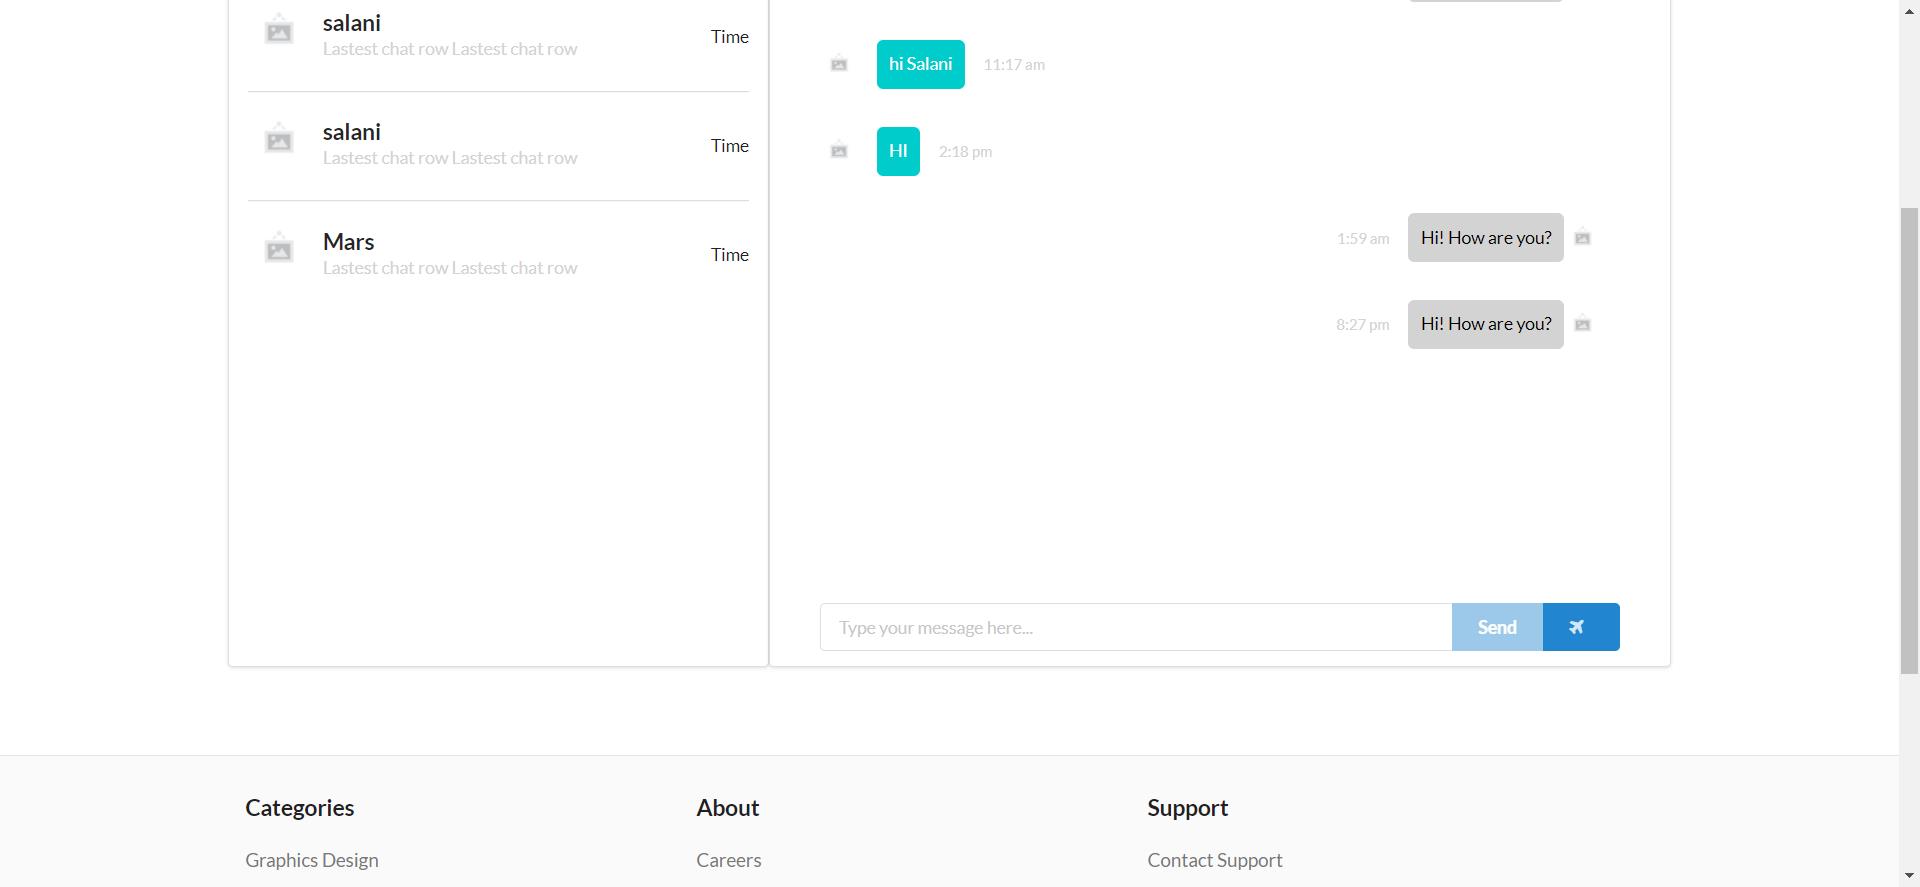 salani
Lastest chat row Lastest chat row
Time
salani
Lastest chat row Lastest chat row
Time
Mars
Lastest chat row Lastest chat row
Time
hi Salani
11:17 am
HI
2:18 pm
1:59 am
Hi! How are you?
8:27 pm
Hi! How are you?
Type your message here...
Send
Categories
Graphics Design
About
Careers
Support
Contact Support